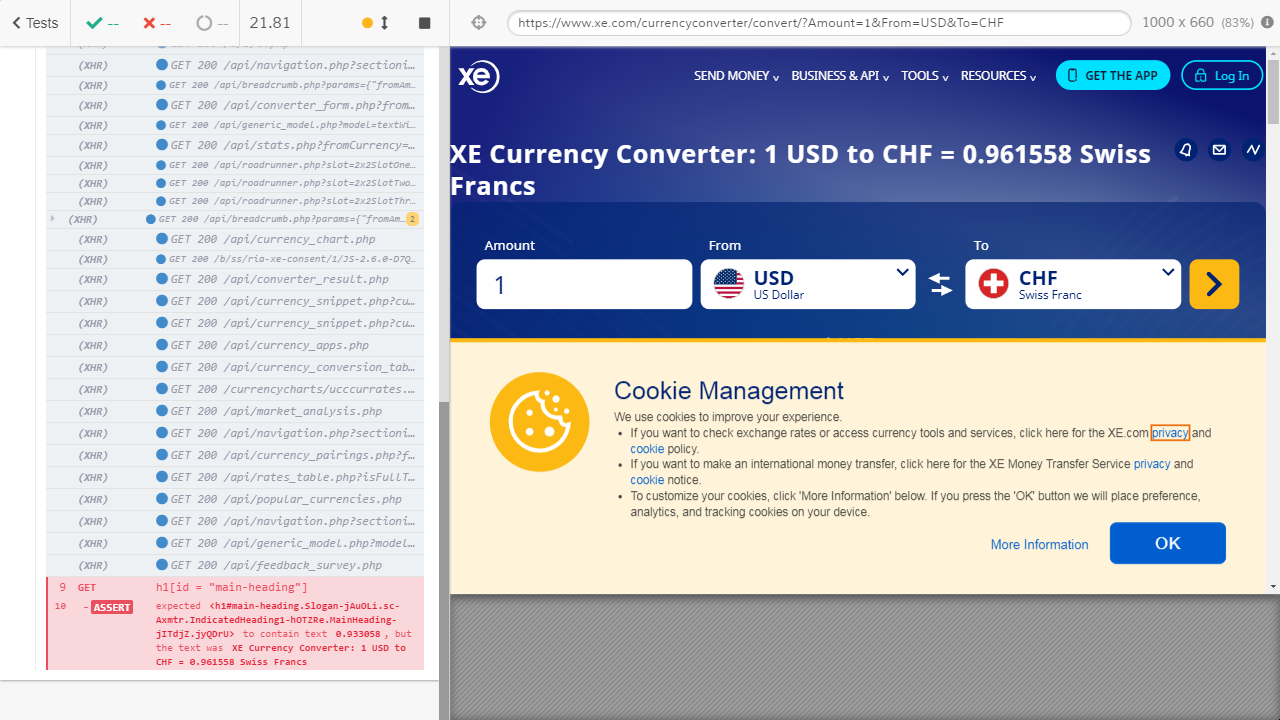 Tests
--
--
--
21.81
https://www.xe.com/currencyconverter/convert/?Amount=1&From=USD&To=CHF
1000 x 660 (83%)
(XHR) GET 200 /api/navigation.php?sectioni…
(XHR) GET 200 /api/breadcrumb.php?params={"fromAm…
(XHR) GET 200 /api/converter_form.php?from…
(XHR) GET 200 /api/generic_model.php?model=textWi…
(XHR) GET 200 /api/stats.php?fromCurrency=…
(XHR) GET 200 /api/roadrunner.php?slot=2x2SlotOne…
(XHR) GET 200 /api/roadrunner.php?slot=2x2SlotTwo…
(XHR) GET 200 /api/roadrunner.php?slot=2x2SlotThr…
(XHR) GET 200 /api/breadcrumb.php?params={"fromAm… 2
(XHR) GET 200 /api/currency_chart.php
(XHR) GET 200 /b/ss/ria-xe-consent/1/JS-2.6.0-D7Q…
(XHR) GET 200 /api/converter_result.php
(XHR) GET 200 /api/currency_snippet.php?cu…
(XHR) GET 200 /api/currency_snippet.php?cu…
(XHR) GET 200 /api/currency_apps.php
(XHR) GET 200 /api/currency_conversion_tab…
(XHR) GET 200 /currencycharts/ucccurrates.…
(XHR) GET 200 /api/market_analysis.php
(XHR) GET 200 /api/navigation.php?sectioni…
(XHR) GET 200 /api/currency_pairings.php?f…
(XHR) GET 200 /api/rates_table.php?isFullT…
(XHR) GET 200 /api/popular_currencies.php
(XHR) GET 200 /api/navigation.php?sectioni…
(XHR) GET 200 /api/generic_model.php?model…
(XHR) GET 200 /api/feedback_survey.php
9 GET h1[id = "main-heading"]
10 - ASSERT expected <h1#main-heading.Slogan-jAuOLi.sc-
Axmtr.IndicatedHeading1-hOTZRe.MainHeading-
jITdjZ.jyQDrU> to contain text 0.933058, but
the text was XE Currency Converter: 1 USD to
CHF = 0.961558 Swiss Francs
xe
SEND MONEY
BUSINESS & API
TOOLS
RESOURCES
GET THE APP
Log In
XE Currency Converter: 1 USD to CHF = 0.961558 Swiss
Francs
Amount
From
To
1
USD
US Dollar
CHF
Swiss Franc
Cookie Management
We use cookies to improve your experience.
• If you want to check exchange rates or access currency tools and services, click here for the XE.com privacy and
cookie policy.
• If you want to make an international money transfer, click here for the XE Money Transfer Service privacy and
cookie notice.
• To customize your cookies, click 'More Information' below. If you press the 'OK' button we will place preference,
analytics, and tracking cookies on your device.
More Information
OK